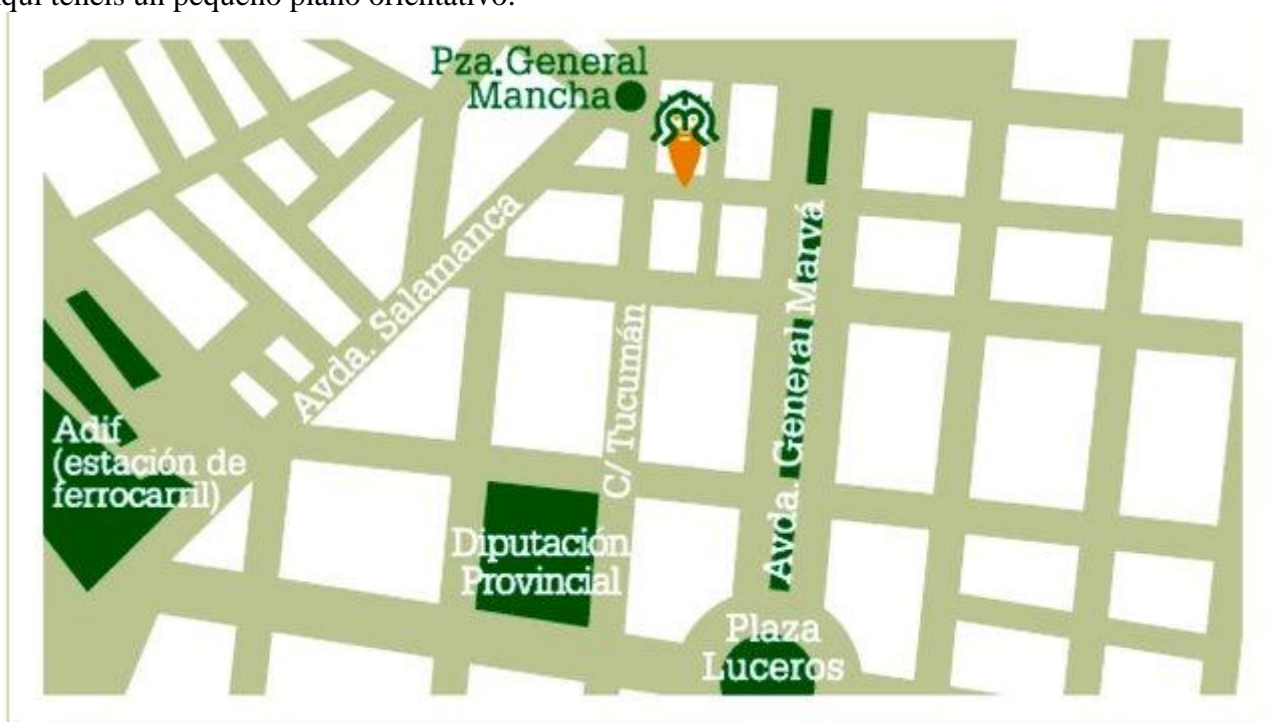 aquí tenéis un pequeño plano orientativo:
Pza.General
Mancha
Avda. Salamanca
Avda. General Marvá
C/ Tucumán
Adif
(estación de
ferrocarril)
Diputación
Provincial
Plaza
Luceros